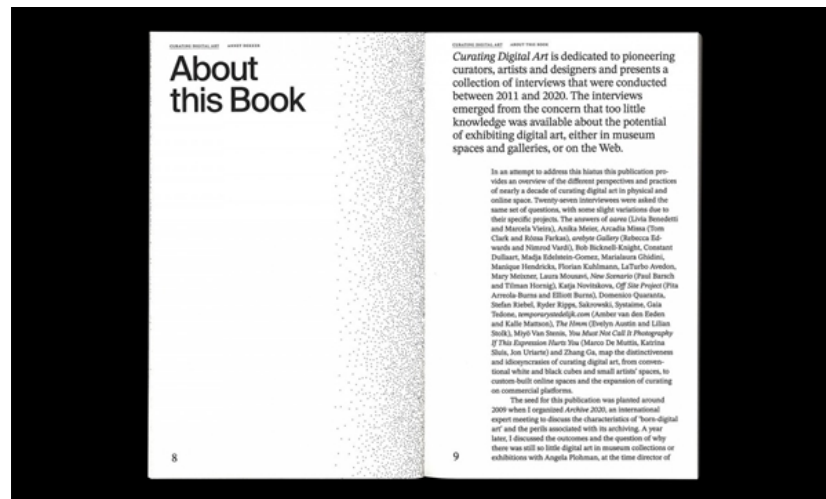 CURATING DIGITAL ART ANNET DEKKER
About
this Book
8
CURATING DIGITAL ART ABOUT THIS BOOK
Curating Digital Art is dedicated to pioneering
curators, artists and designers and presents a
collection of interviews that were conducted
between 2011 and 2020. The interviews
emerged from the concern that too little
knowledge was available about the potential
of exhibiting digital art, either in museum
spaces and galleries, or on the Web.
In an attempt to address this hiatus this publication pro-
vides an overview of the different perspectives and practices
of nearly a decade of curating digital art in physical and
online space. Twenty-seven interviewees were asked the
same set of questions, with some slight variations due to
their specific projects. The answers of aarea (Livia Benedetti
and Marcela Vieira), Anika Meier, Arcadia Missa (Tom
Clark and Rózsa Farkas), arebyte Gallery (Rebecca Ed-
wards and Nimrod Vardi), Bob Bicknell-Knight, Constant
Dullaart, Madja Edelstein-Gomez, Marialaura Ghidini,
Manique Hendricks, Florian Kuhlmann, LaTurbo Avedon,
Mary Meixner, Laura Mousavi, New Scenario (Paul Barsch
and Tilman Hornig), Katja Novitskova, Off Site Project (Pita
Arreola-Burns and Elliott Burns), Domenico Quaranta,
Stefan Riebel, Ryder Ripps, Sakrowski, Systaime, Gaia
Tedone, temporarystedelijk.com (Amber van den Eeden
and Kalle Mattson), The Hmm (Evelyn Austin and Lilian
Stolk), Miyö Van Stenis, You Must Not Call It Photography
If This Expression Hurts You (Marco De Muttis, Katrina
Sluis, Jon Uriarte) and Zhang Ga, map the distinctiveness
and idiosyncrasies of curating digital art, from conven-
tional white and black cubes and small artists' spaces, to
custom-built online spaces and the expansion of curating
on commercial platforms.
The seed for this publication was planted around
2009 when I organized Archive 2020, an international
expert meeting to discuss the characteristics of 'born-digital
art' and the perils associated with its archiving. A year
later, I discussed the outcomes and the question of why
there was still so little digital art in museum collections or
exhibitions with Angela Plohman, at the time director of
9